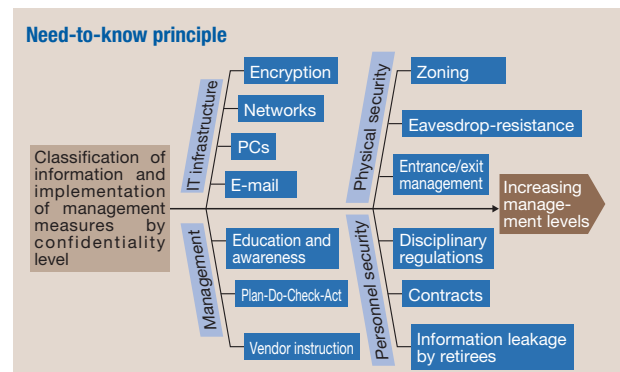 Need-to-know principle
Classification of
information and
implementation
of management
measures by
confidentiality
level
IT infrastructure
Encryption
Networks
PCs
E-mail
Physical security
Zoning
Eavesdrop-resistance
Entrance/exit
management
Increasing
manage-
ment levels
Management
Education and
awareness
Plan-Do-Check-Act
Vendor instruction
Personnel security
Disciplinary
regulations
Contracts
Information leakage
by retirees